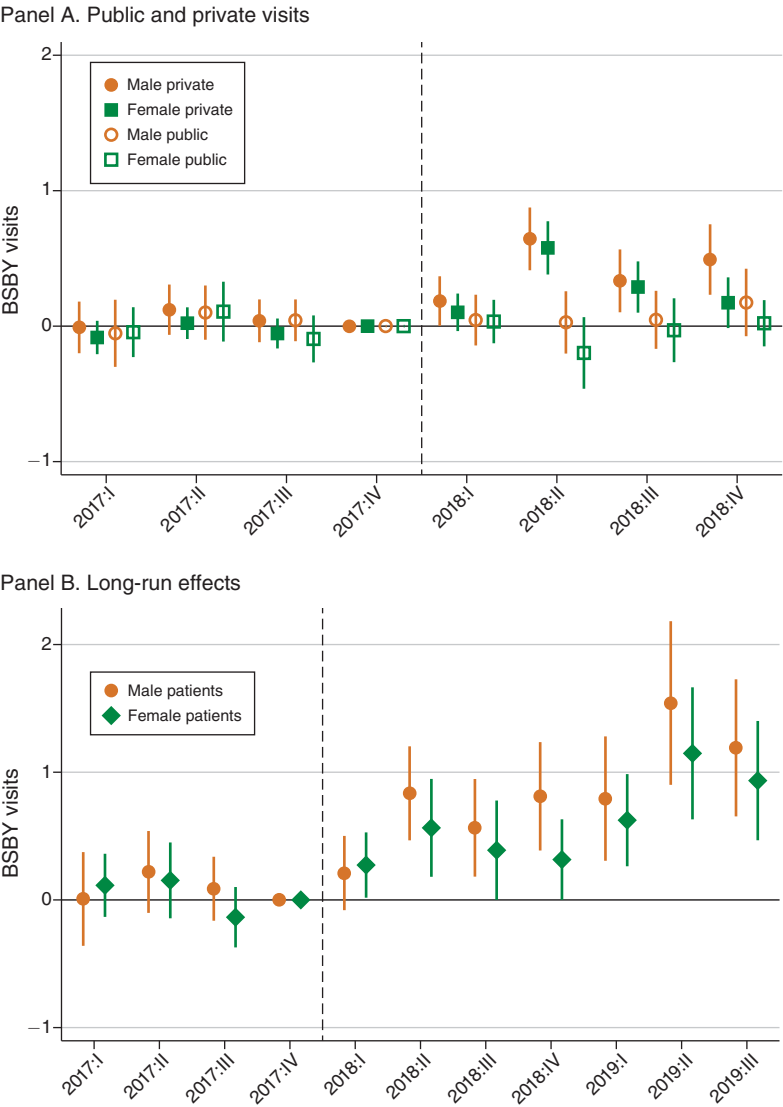 Panel A. Public and private visits
2
1
0
−1
BSBY visits
Male private
Female private
Male public
Female public
2017:I
2017:II
2017:III
2017:IV
2018:I
2018:II
2018:III
2018:IV
Panel B. Long-run effects
2
1
0
−1
BSBY visits
Male patients
Female patients
2017:I
2017:II
2017:III
2017:IV
2018:I
2018:II
2018:III
2018:IV
2019:I
2019:II
2019:III